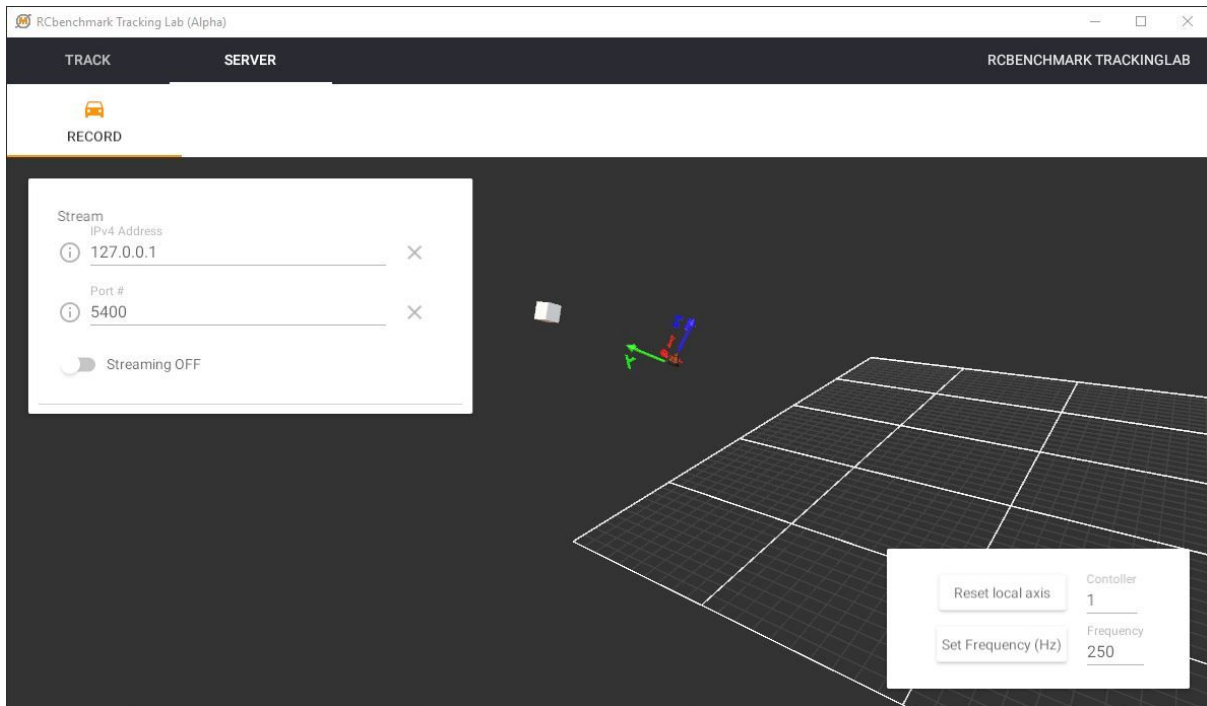 RCbenchmark Tracking Lab (Alpha)
TRACK SERVER RCBENCHMARK TRACKINGLAB
RECORD
Stream
IPv4 Address
127.0.0.1
Port #
5400
Streaming OFF
Z
Y
Reset local axis
Contoller
1
Set Frequency (Hz)
Frequency
250